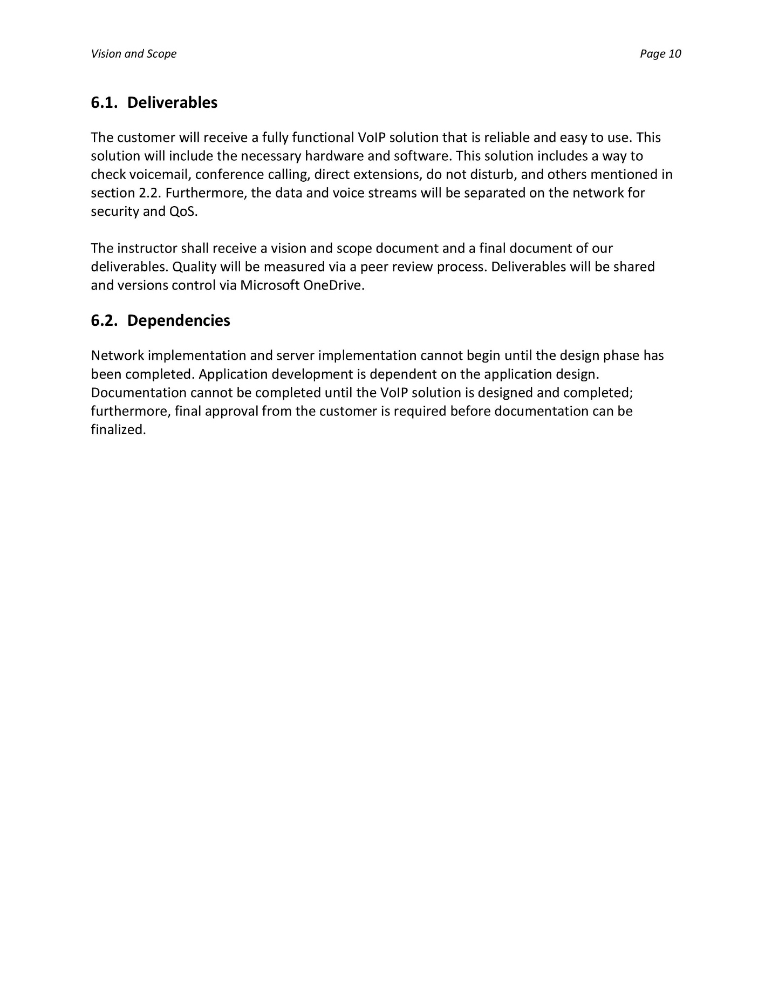 Vision and Scope Page 10
6.1. Deliverables
The customer will receive a fully functional VoIP solution that is reliable and easy to use. This
solution will include the necessary hardware and software. This solution includes a way to
check voicemail, conference calling, direct extensions, do not disturb, and others mentioned in
section 2.2. Furthermore, the data and voice streams will be separated on the network for
security and QoS.
The instructor shall receive a vision and scope document and a final document of our
deliverables. Quality will be measured via a peer review process. Deliverables will be shared
and versions control via Microsoft OneDrive.
6.2. Dependencies
Network implementation and server implementation cannot begin until the design phase has
been completed. Application development is dependent on the application design.
Documentation cannot be completed until the VoIP solution is designed and completed;
furthermore, final approval from the customer is required before documentation can be
finalized.